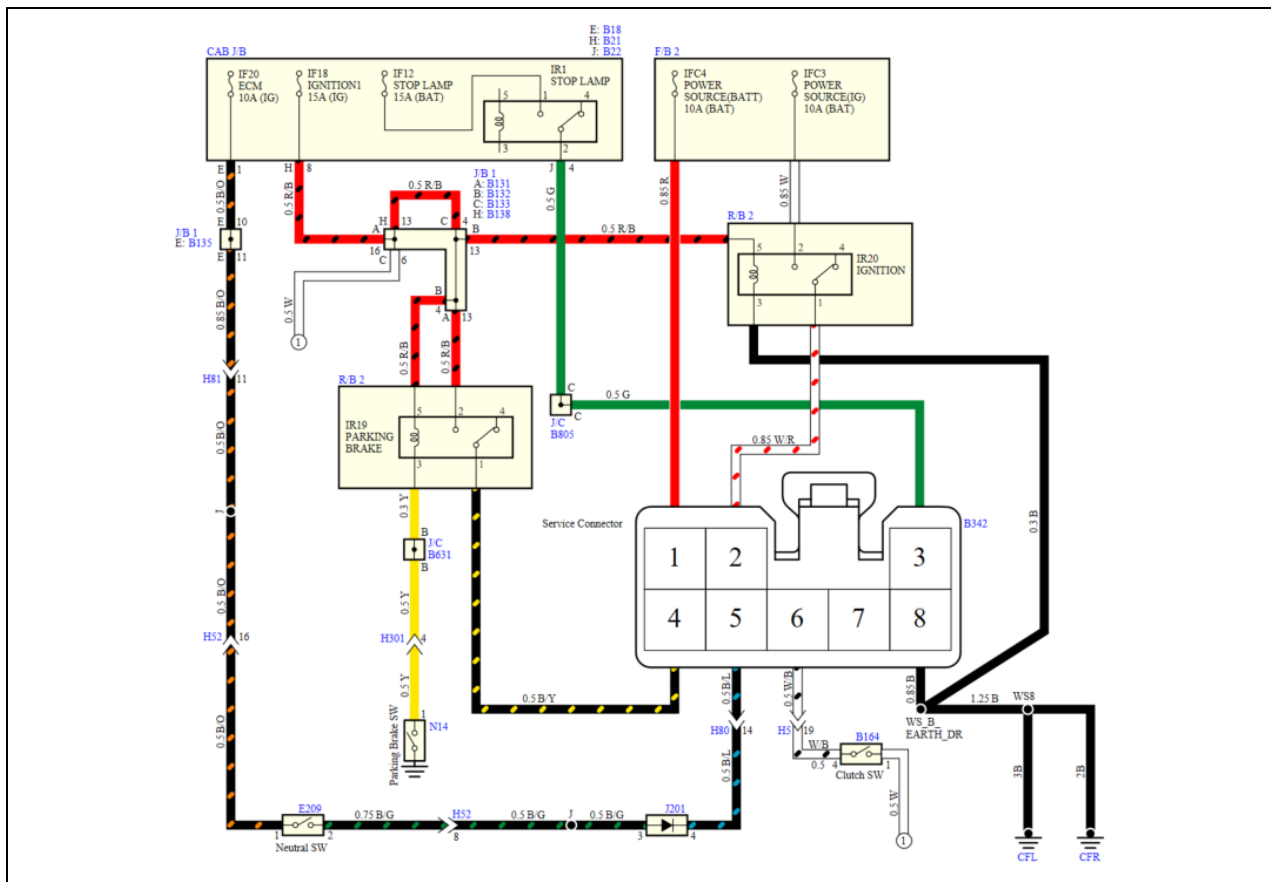 E: B18
H: B21
J: B22
CAB J/B
F/B 2
IF20
ECM
10A (IG)
IF18
IGNITION1
15A (IG)
IF12
STOP LAMP
15A (BAT)
IR1
STOP LAMP
5
1
4
3
2
IFC4
POWER
SOURCE(BATT)
10A (BAT)
IFC3
POWER
SOURCE(IG)
10A (BAT)
E 1
H 8
J 4
0.5 B/O
0.5 R/B
0.5 R/B
0.5 G
0.85 R
0.85 W
J/B 1
A: B131
B: B132
C: B133
H: B138
J/B 1
E: B135
E 10
E 11
H 13
C 4
A
16
B
13
C 6
B
4
A 13
0.5 R/B
R/B 2
5
2
4
IR20
IGNITION
3
1
0.85 B/O
0.5 W
1
0.5 R/B
0.5 R/B
H81 11
R/B 2
IR19
PARKING
BRAKE
5
2
4
3
1
C
C
J/C
B805
0.5 G
0.85 W/R
0.5 B/O
0.3 Y
J
Service Connector
B342
0.3 B
B
J/C
B631
B
1
2
3
4
5
6
7
8
0.5 B/O
0.5 Y
H52 16
H301 4
0.5 Y
0.5 B/Y
0.5 B/L
0.5 W/B
0.85 B
1.25 B
WS8
WS_B_
EARTH_DR
Parking Brake SW
1
N14
H80 14
H5 19
B164
W/B
0.5 4
1
Clutch SW
0.5 B/O
0.5 B/L
0.5 W
3B
2B
E209
1
2
Neutral SW
0.75 B/G
H52
8
0.5 B/G
J
0.5 B/G
J201
3
4
1
CFL
CFR